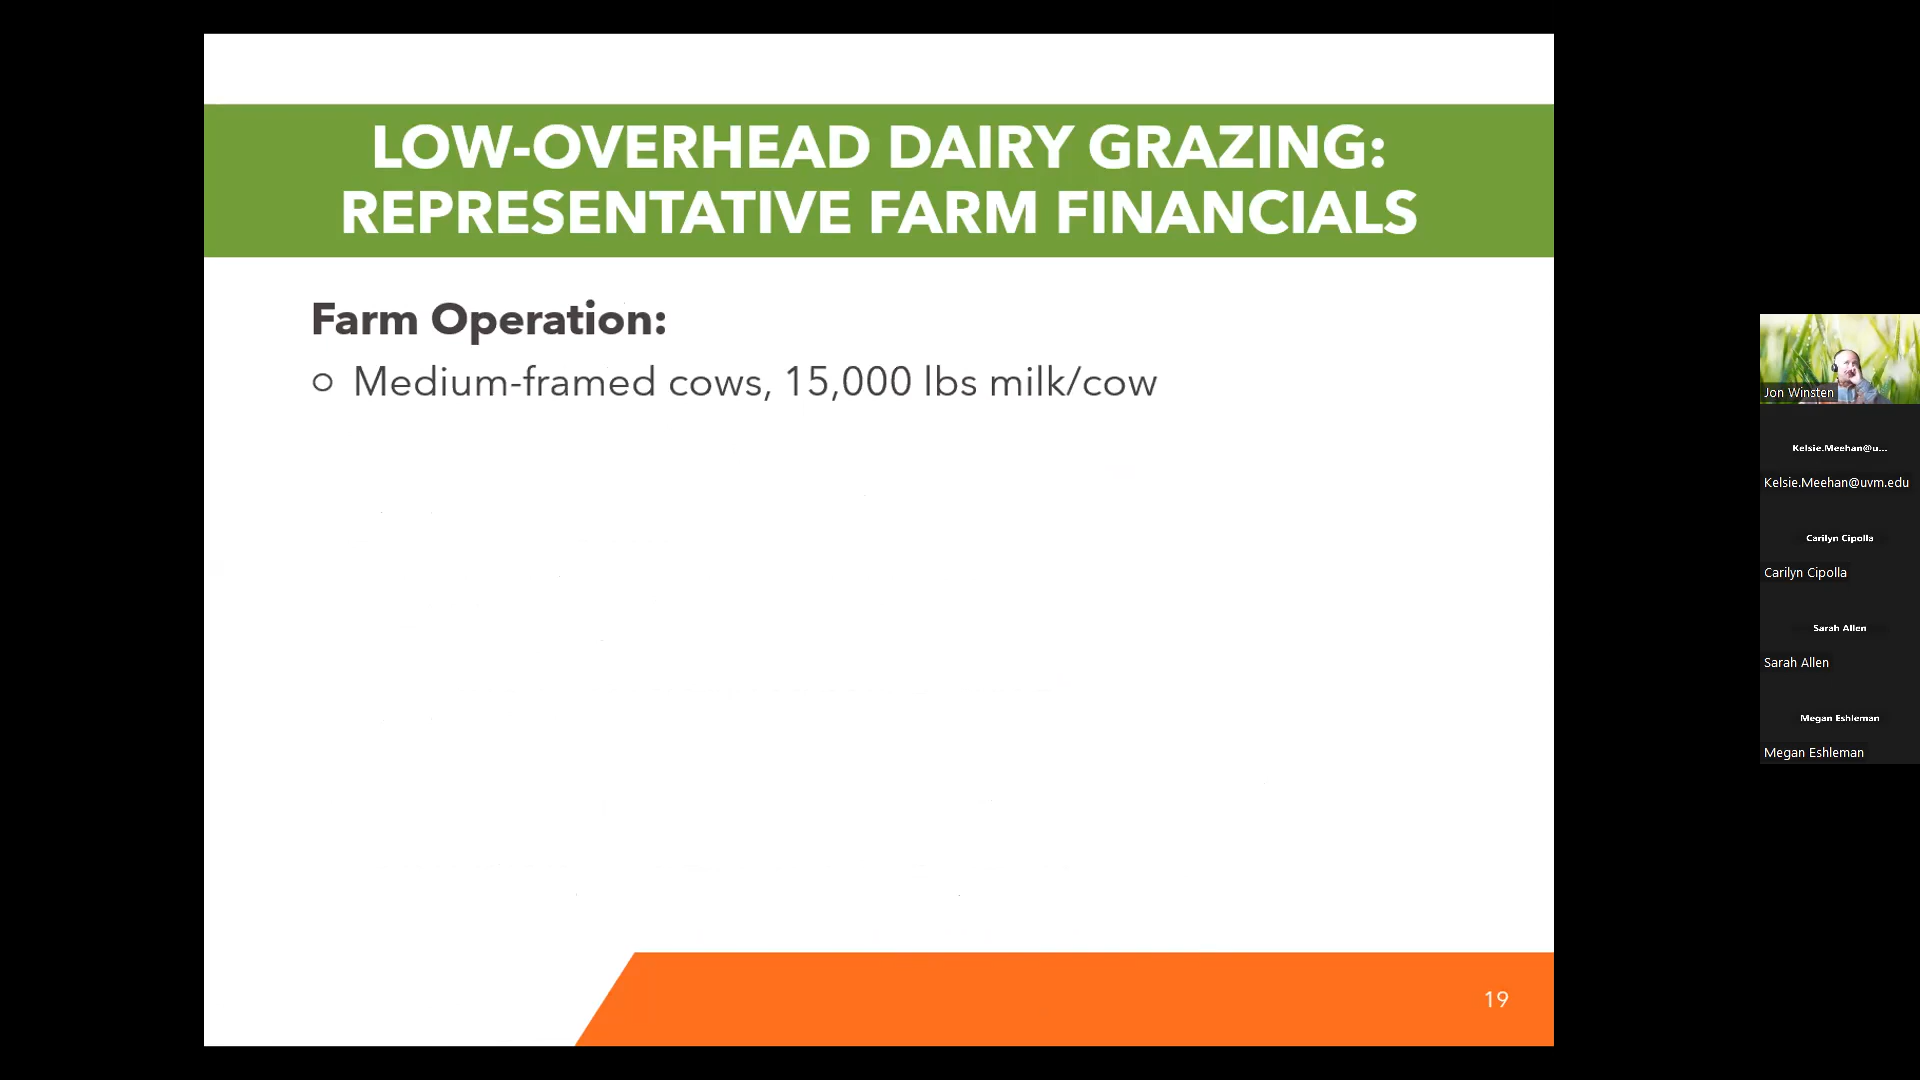 LOW-OVERHEAD DAIRY GRAZING:
REPRESENTATIVE FARM FINANCIALS
Farm Operation:
○ Medium-framed cows, 15,000 lbs milk/cow
19
Jon Winsten
Kelsie.Meehan@u...
Kelsie.Meehan@uvm.edu
Carilyn Cipolla
Carilyn Cipolla
Sarah Allen
Sarah Allen
Megan Eshleman
Megan Eshleman